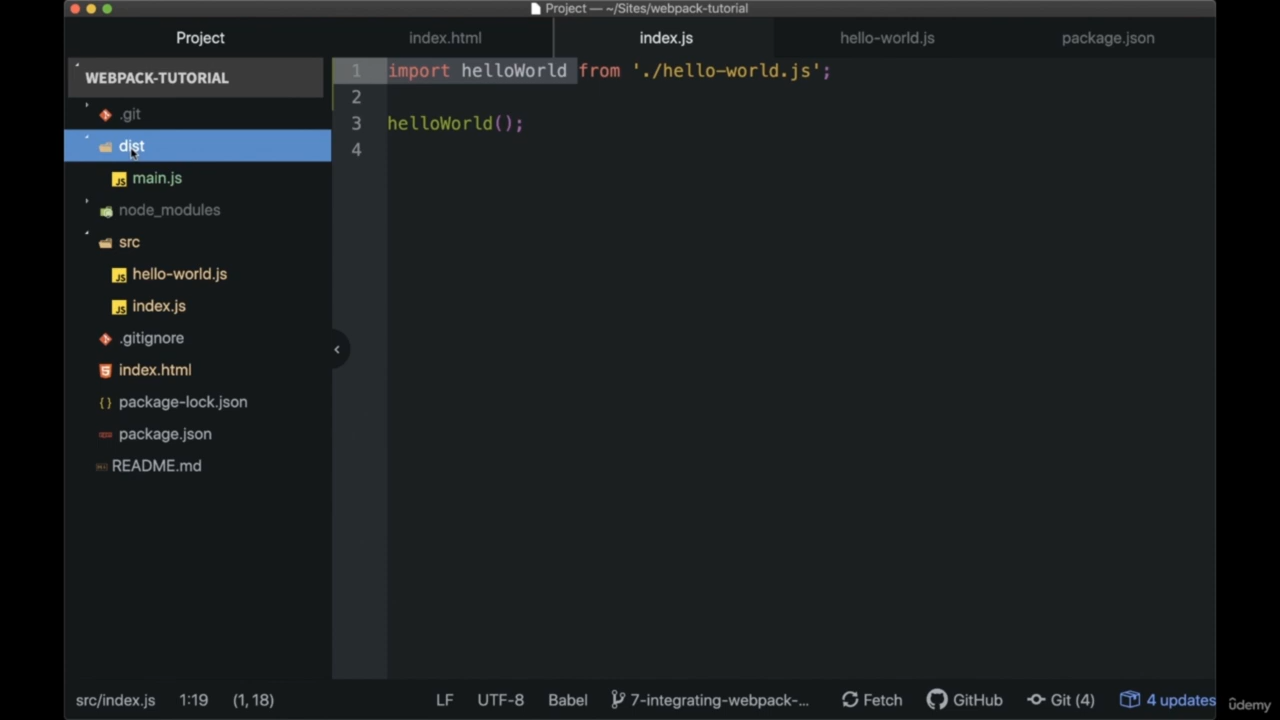 Project — ~/Sites/webpack-tutorial
Project
index.html
index.js
hello-world.js
package.json
WEBPACK-TUTORIAL
.git
dist
main.js
node_modules
src
hello-world.js
index.js
.gitignore
index.html
package-lock.json
package.json
README.md
1 import helloWorld from './hello-world.js';
2
3 helloWorld();
4
src/index.js 1:19 (1, 18) LF UTF-8 Babel 7-integrating-webpack-... Fetch GitHub Git (4) 4 updates
ûdemy